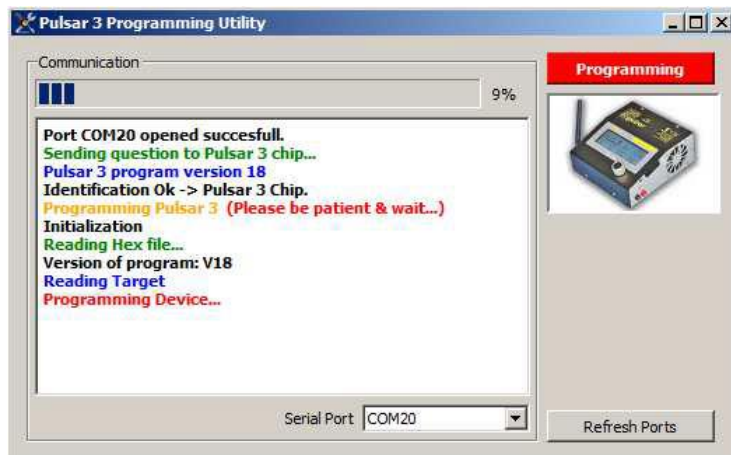 Pulsar 3 Programming Utility
Communication
9%
Programming
Port COM20 opened succesfull.
Sending question to Pulsar 3 chip...
Pulsar 3 program version 18
Identification Ok -> Pulsar 3 Chip.
Programming Pulsar 3 (Please be patient & wait...)
Initialization
Reading Hex file...
Version of program: V18
Reading Target
Programming Device...
Serial Port COM20
Refresh Ports